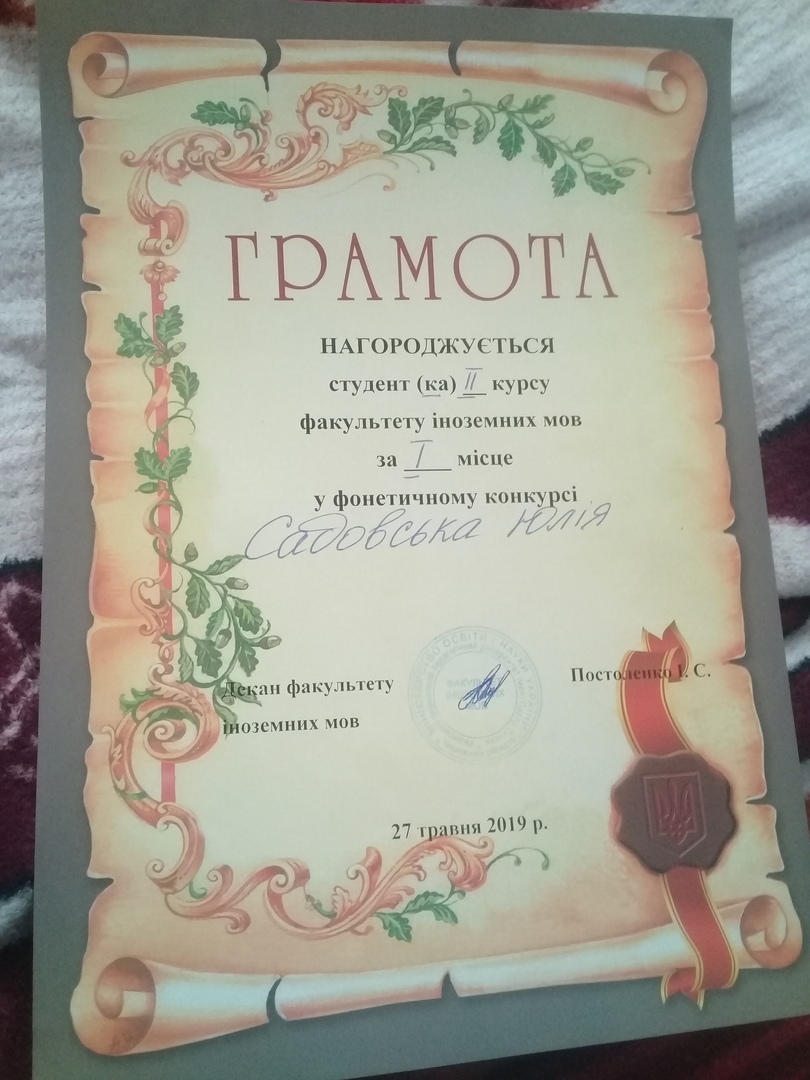 ГРАМОТА
НАГОРОДЖУЄТЬСЯ
студент (ка) II курсу
факультету іноземних мов
за I місце
у фонетичному конкурсі
Садовська Юлія
Декан факультету
іноземних мов
Постоленко І. С.
27 травня 2019 р.